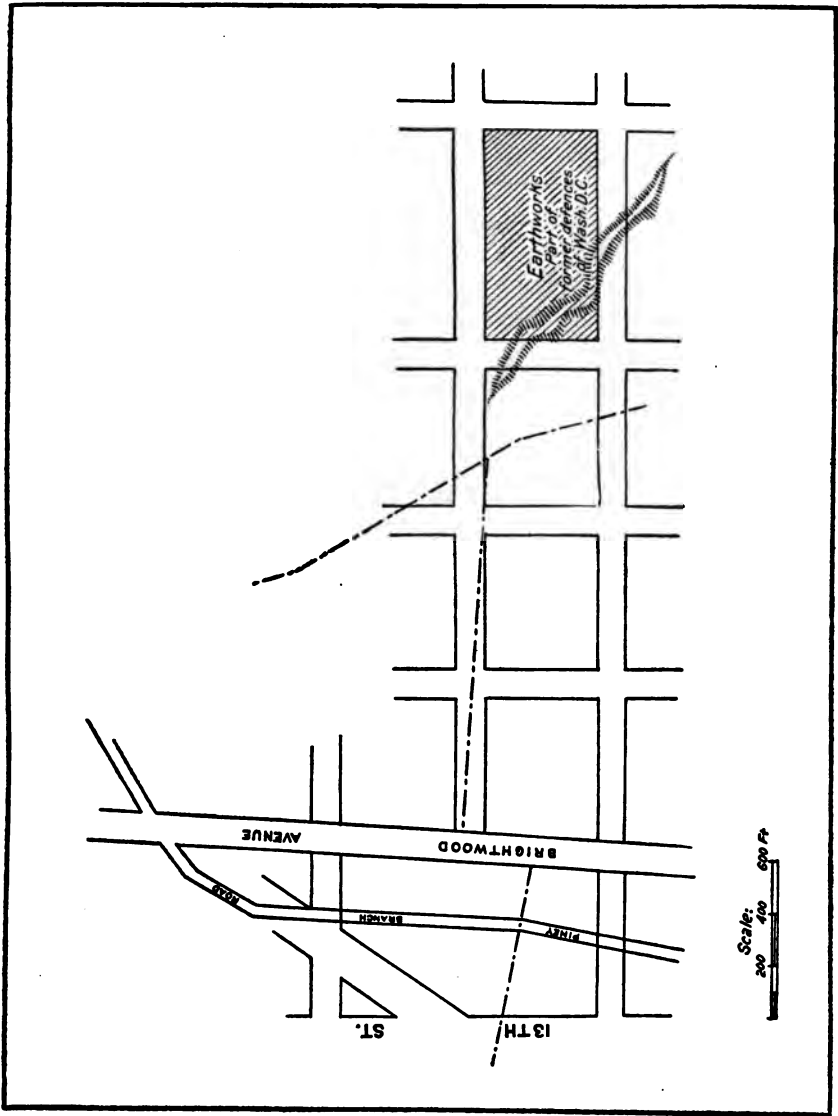 Earthworks
Part of
former defences
of Wash. D.C.
AVENUE
BRIGHTWOOD
ROAD
BRANCH
PINEY
ST.
13TH
Scale:
200 400 600 Ft